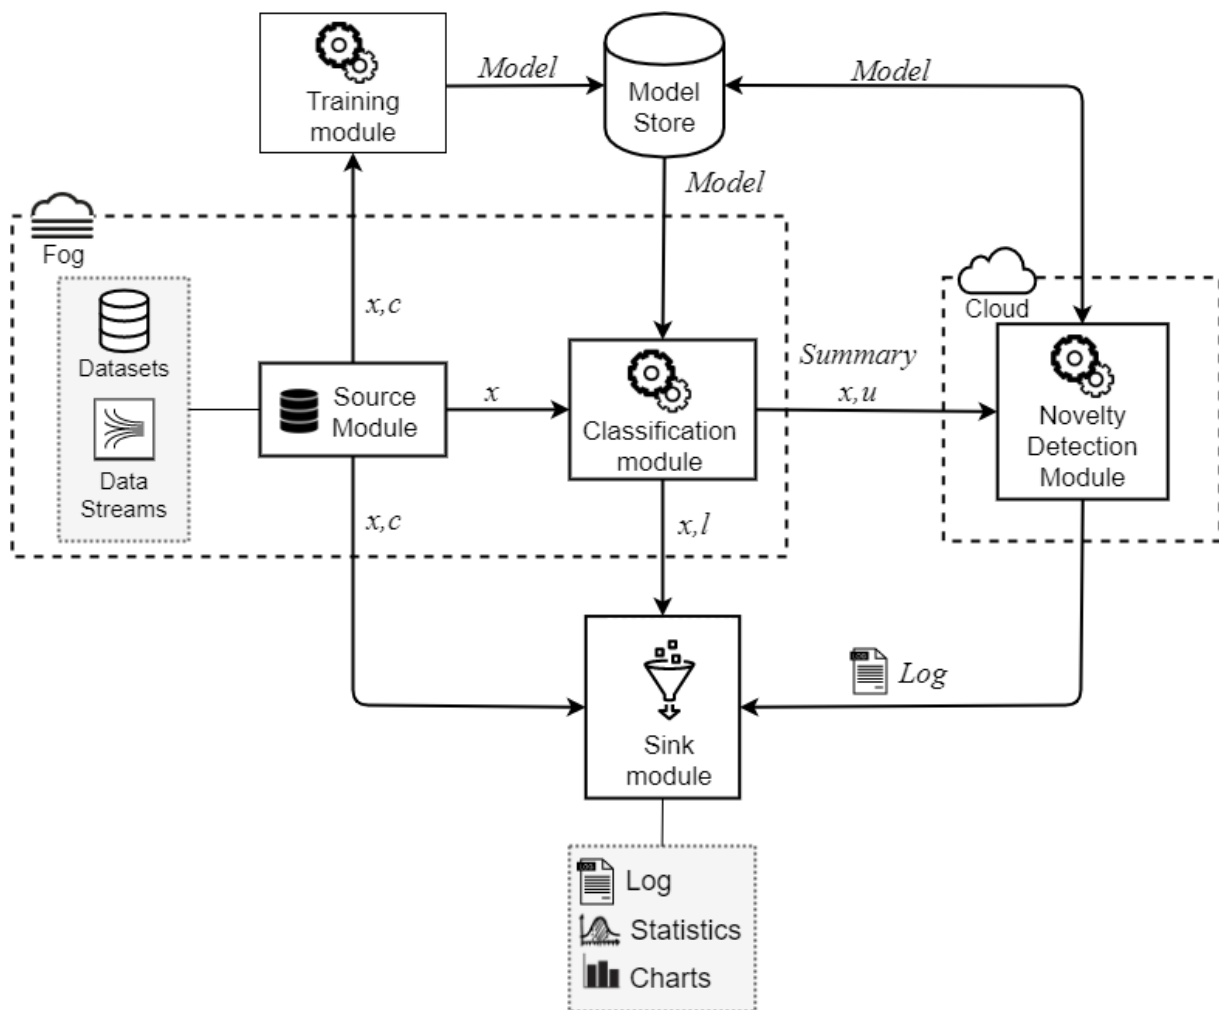 Training
module
Model
Model
Store
Model
Model
Fog
Datasets
Data
Streams
x,c
Source
Module
x
Classification
module
Summary
x,u
Cloud
Novelty
Detection
Module
x,c
x,l
Sink
module
Log
Log
Statistics
Charts